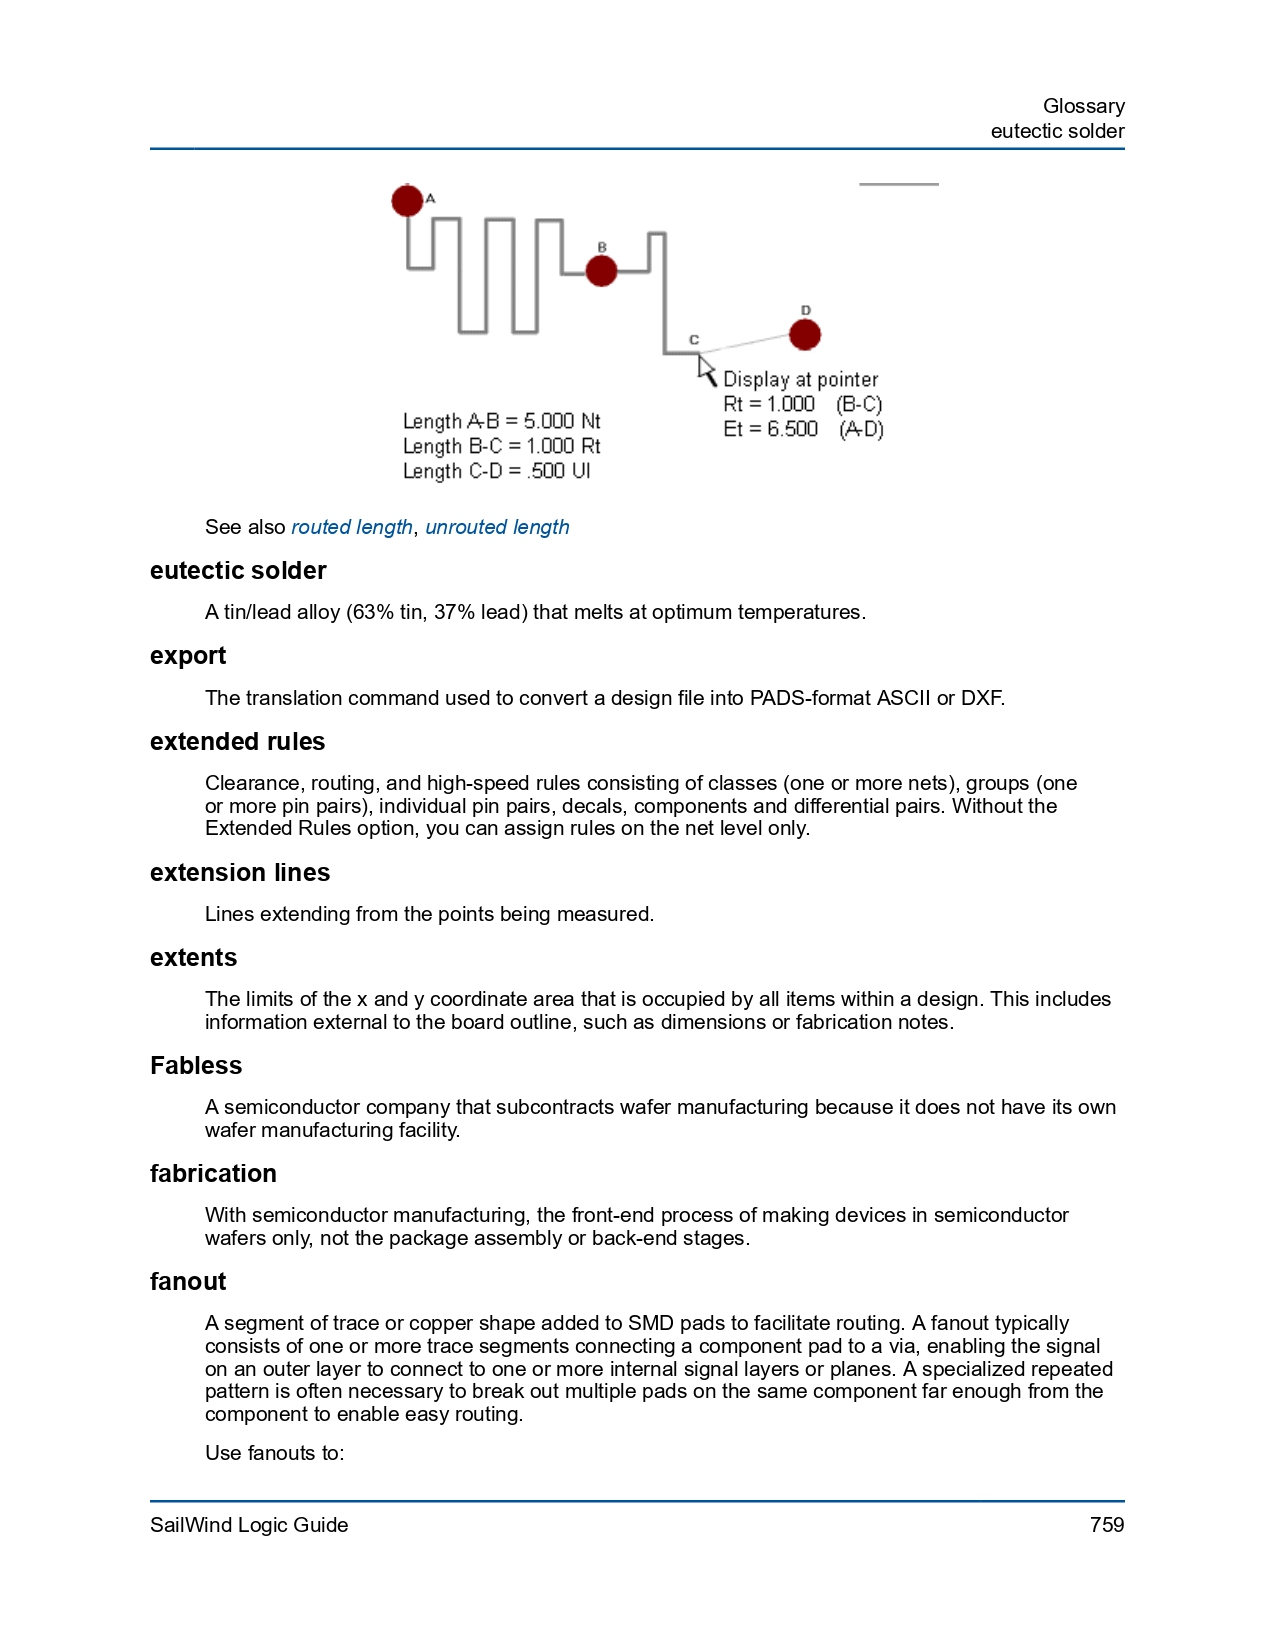 Glossary
eutectic solder
A
B
D
C
Display at pointer
Rt = 1.000 (B-C)
Et = 6.500 (A-D)
Length A-B = 5.000 Nt
Length B-C = 1.000 Rt
Length C-D = .500 Ul
See also routed length, unrouted length
eutectic solder
A tin/lead alloy (63% tin, 37% lead) that melts at optimum temperatures.
export
The translation command used to convert a design file into PADS-format ASCII or DXF.
extended rules
Clearance, routing, and high-speed rules consisting of classes (one or more nets), groups (one
or more pin pairs), individual pin pairs, decals, components and differential pairs. Without the
Extended Rules option, you can assign rules on the net level only.
extension lines
Lines extending from the points being measured.
extents
The limits of the x and y coordinate area that is occupied by all items within a design. This includes
information external to the board outline, such as dimensions or fabrication notes.
Fabless
A semiconductor company that subcontracts wafer manufacturing because it does not have its own
wafer manufacturing facility.
fabrication
With semiconductor manufacturing, the front-end process of making devices in semiconductor
wafers only, not the package assembly or back-end stages.
fanout
A segment of trace or copper shape added to SMD pads to facilitate routing. A fanout typically
consists of one or more trace segments connecting a component pad to a via, enabling the signal
on an outer layer to connect to one or more internal signal layers or planes. A specialized repeated
pattern is often necessary to break out multiple pads on the same component far enough from the
component to enable easy routing.
Use fanouts to:
SailWind Logic Guide 759